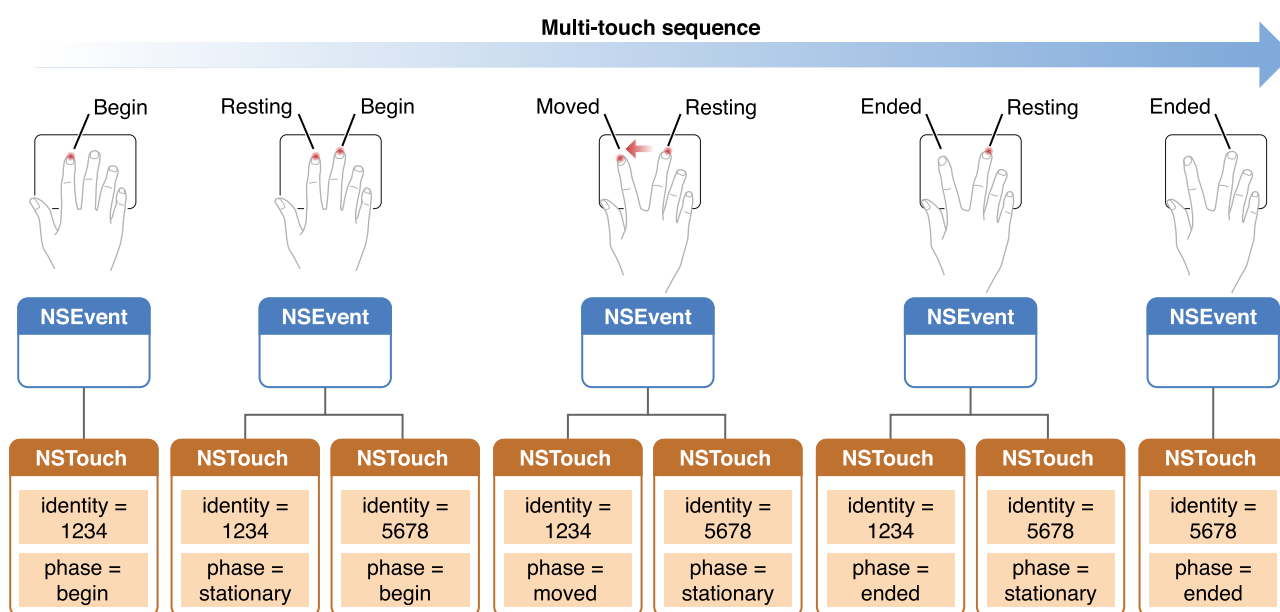 Multi-touch sequence
Begin
Resting
Begin
Moved
Resting
Ended
Resting
Ended
NSEvent
NSEvent
NSEvent
NSEvent
NSEvent
NSTouch
identity =
1234
phase =
begin
NSTouch
identity =
1234
phase =
stationary
NSTouch
identity =
5678
phase =
begin
NSTouch
identity =
1234
phase =
moved
NSTouch
identity =
5678
phase =
stationary
NSTouch
identity =
1234
phase =
ended
NSTouch
identity =
5678
phase =
stationary
NSTouch
identity =
5678
phase =
ended